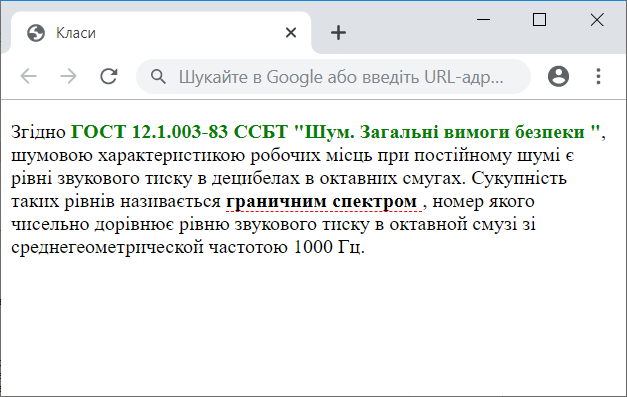 Класи
Шукайте в Google або введіть URL-адр...
Згідно ГОСТ 12.1.003-83 ССБТ "Шум. Загальні вимоги безпеки ",
шумовою характеристикою робочих місць при постійному шумі є
рівні звукового тиску в децибелах в октавних смугах. Сукупність
таких рівнів називається граничним спектром , номер якого
чисельно дорівнює рівню звукового тиску в октавной смузі зі
среднегеометрической частотою 1000 Гц.